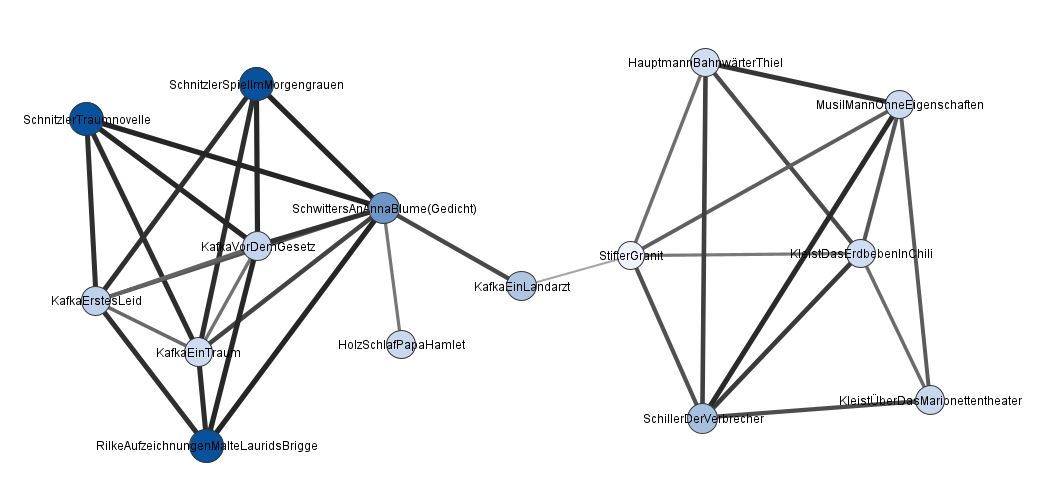 HauptmannBahnwärterThiel
SchnitzlerSpielImMorgengrauen
MusilMannOhneEigenschaften
SchnitzlerTraumnovelle
SchwittersAnAnnaBlume(Gedicht)
KafkaVorDemGesetz
StifterGranit
KleistDasErdbebenInChili
KafkaEinLandarzt
KafkaErstesLeid
HolzSchlafPapaHamlet
KafkaEinTraum
KleistÜberDasMarionettentheater
SchillerDerVerbrecher
RilkeAufzeichnungenMalteLauridsBrigge